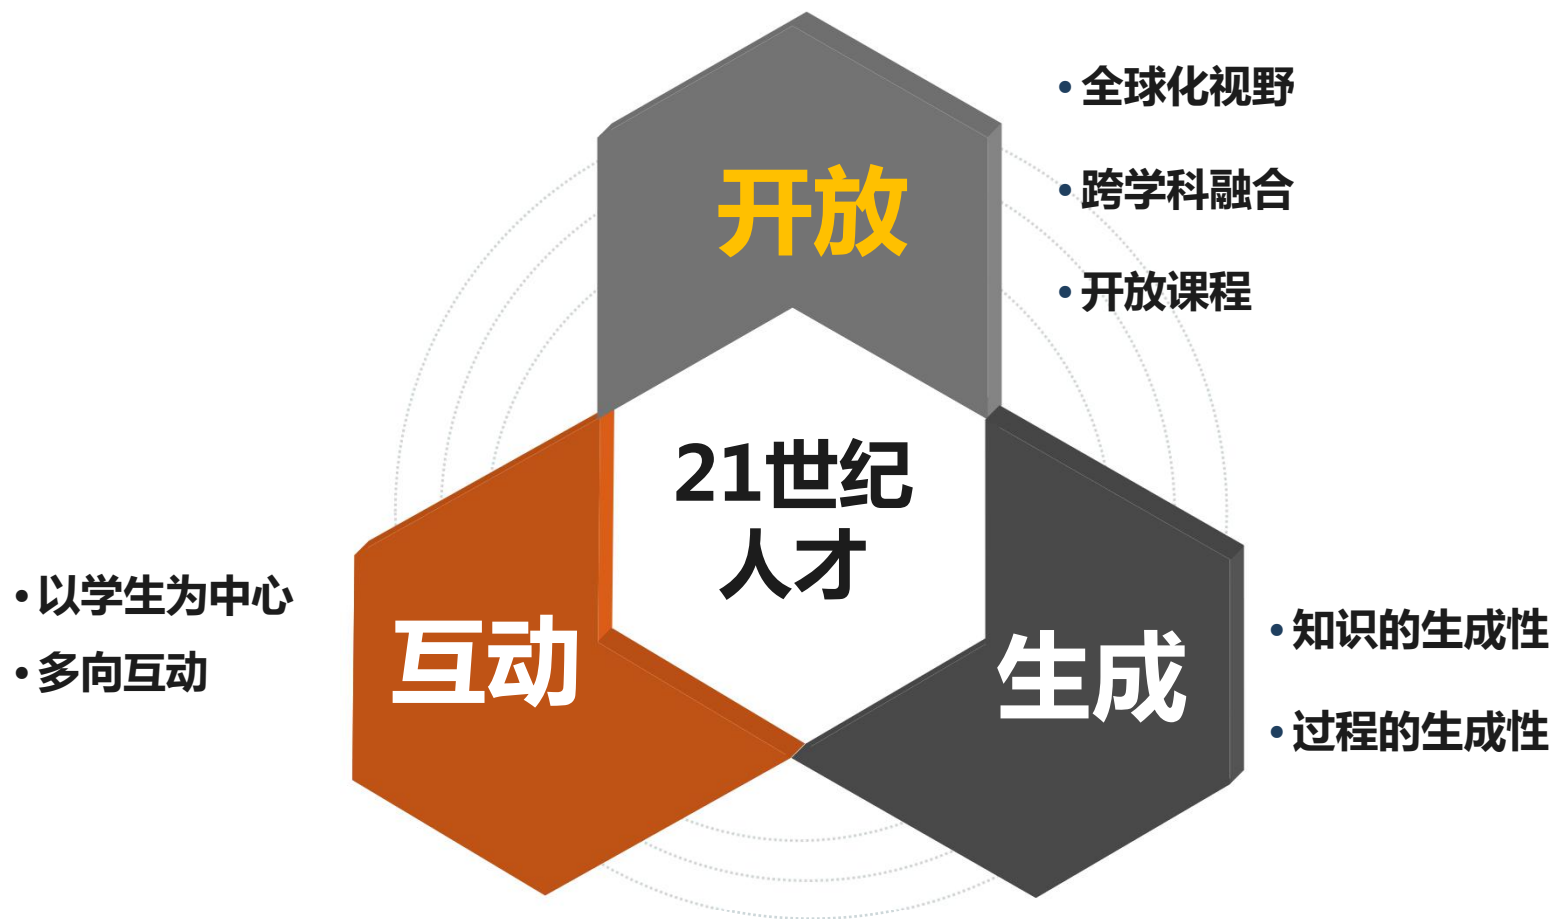 开放
• 全球化视野
• 跨学科融合
• 开放课程
21世纪
人才
互动
• 以学生为中心
• 多向互动
生成
• 知识的生成性
• 过程的生成性